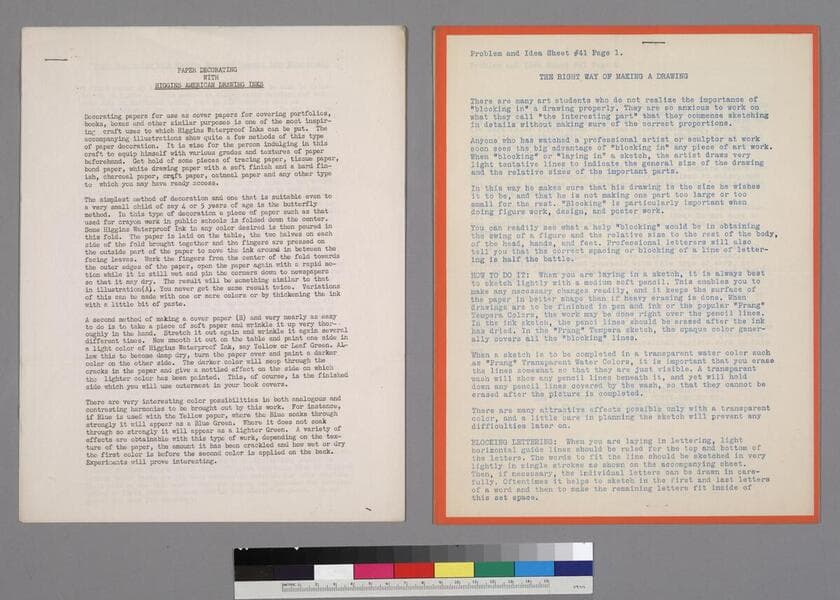 PAPER DECORATING
WITH
HIGGINS AMERICAN DRAWING INKS
Decorating papers for use as cover papers for covering portfolios,
books, boxes and other similar purposes is one of the most inspir-
ing craft uses to which Higgins Waterproof Inks can be put. The
accompanying illustrations show quite a few methods of this type
of paper decoration. It is wise for the person indulging in this
craft to equip himself with various grades and textures of paper
beforehand. Get hold of some pieces of tracing paper, tissue paper,
bond paper, white drawing paper with a soft finish and a hard fin-
ish, charcoal paper, craft paper, oatmeal paper and any other type
to which you may have ready access.
The simplest method of decoration and one that is suitable even to
a very small child of say 4 or 5 years of age is the butterfly
method. In this type of decoration a piece of paper such as that
used for crayon work in public schools is folded down the center.
Some Higgins Waterproof Ink in any color desired is then poured in
this fold. The paper is laid on the table, the two halves on each
side of the fold brought together and the fingers are pressed on
the outside part of the paper to move the ink around in between the
facing leaves. Work the fingers from the center of the fold towards
the outer edges of the paper, open the paper again with a rapid mo-
tion while it is still wet and pin the corners down to newspapers
so that it may dry. The result will be something similar to that
in illustration(A). You never get the same result twice. Variations
of this can be made with one or more colors or by thickening the ink
with a little bit of paste.
A second method of making a cover paper (B) and very nearly as easy
to do is to take a piece of soft paper and wrinkle it up very thor-
oughly in the hand. Stretch it out again and wrinkle it again several
different times. Now smooth it out on the table and paint one side in
a light color of Higgins Waterproof Ink, say Yellow or Leaf Green. Al-
low this to become damp dry, turn the paper over and paint a darker
color on the other side. The darker color will seep through the
cracks in the paper and give a mottled effect on the side on which
the lighter color has been painted. This, of course, is the finished
side which you will use outermost in your book covers.
There are very interesting color possibilities in both analogous and
contrasting harmonies to be brought out by this work. For instance,
if Blue is used with the Yellow paper, where the Blue soaks through
strongly it will appear as a Blue Green. Where it does not soak
through so strongly it will appear as a lighter Green. A variety of
effects are obtainable with this type of work, depending on the tex-
ture of the paper, the amount it has been crackled and how wet or dry
the first color is before the second color is applied on the back.
Experiments will prove interesting.
Problem and Idea Sheet #41 Page 1.
THE RIGHT WAY OF MAKING A DRAWING
There are many art students who do not realize the importance of
"blocking in" a drawing properly. They are so anxious to work on
what they call "the interesting part" that they commence sketching
in details without making sure of the correct proportions.
Anyone who has watched a professional artist or sculptor at work
soon sees the big advantage of "blocking in" any piece of art work.
When "blocking" or "laying in" a sketch, the artist draws very
light tentative lines to indicate the general size of the drawing
and the relative sizes of the important parts.
In this way he makes sure that his drawing is the size he wishes
it to be, and that he is not making one part too large or too
small for the rest. "Blocking" is particularly important when
doing figure work, design, and poster work.
You can readily see what a help "blocking" would be in obtaining
the swing of a figure and the relative size to the rest of the body,
of the head, hands, and feet. Professional letterers will also
tell you that the correct spacing or blocking of a line of letter-
ing is half the battle.
HOW TO DO IT: When you are laying in a sketch, it is always best
to sketch lightly with a medium soft pencil. This enables you to
make any necessary changes readily, and it keeps the surface of
the paper in better shape than if heavy erasing is done. When
drawings are to be finished in pen and ink or the popular "Prang"
Tempera Colors, the work may be done right over the pencil lines.
In the ink sketch, the pencil lines should be erased after the ink
has dried. In the "Prang" Tempera sketch, the opaque color gener-
ally covers all the "blocking" lines.
When a sketch is to be completed in a transparent water color such
as "Prang" Transparent Water Colors, it is important that you erase
the lines somewhat so that they are just visible. A transparent
wash will show any pencil lines beneath it, and yet will hold
down any pencil lines covered by the wash, so that they cannot be
erased after the picture is completed.
There are many attractive effects possible only with a transparent
color, and a little care in planning the sketch will prevent any
difficulties later on.
BLOCKING LETTERING: When you are laying in lettering, light
horizontal guide lines should be ruled for the top and bottom of
the letters. The words to fit the line should be sketched in very
lightly in single strokes as shown on the accompanying sheet.
Then, if necessary, the individual letters can be drawn in care-
fully. Oftentimes it helps to sketch in the first and last letters
of a word and then to make the remaining letters fit inside of
this set space.